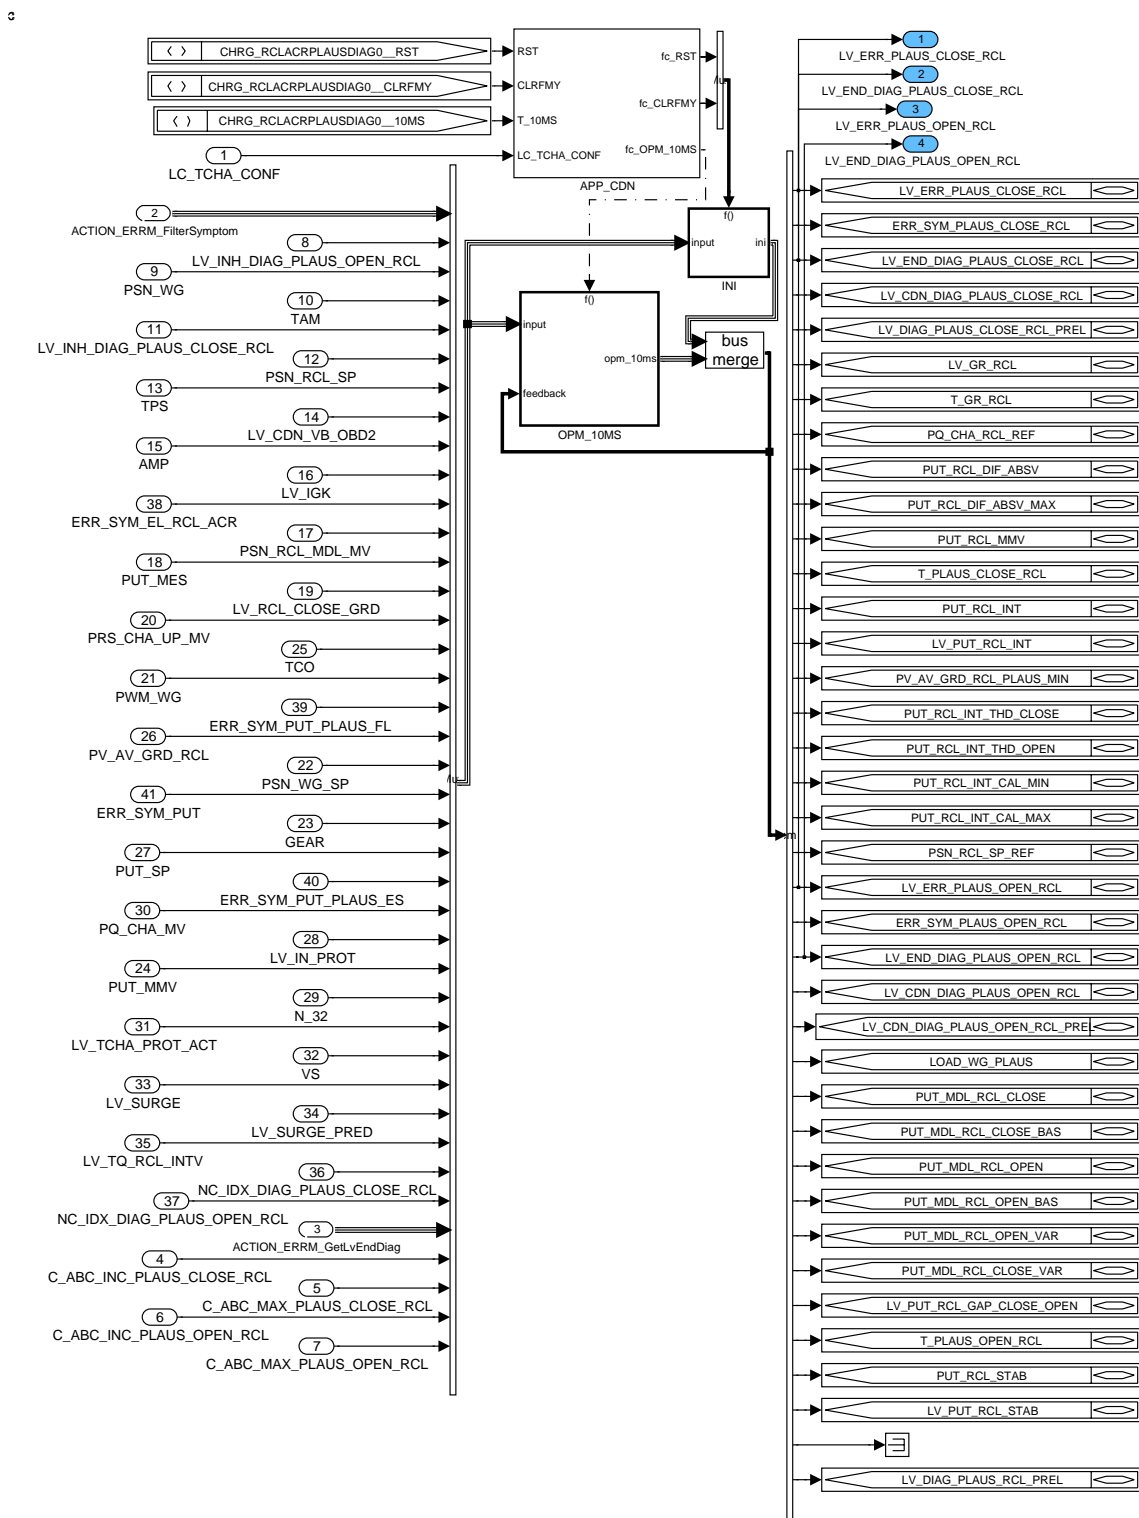 CHRG_RCLACRPLAUSDIAG0__RST
CHRG_RCLACRPLAUSDIAG0__CLRFMY
CHRG_RCLACRPLAUSDIAG0__10MS
1
LC_TCHA_CONF
RST
CLRFMY
T_10MS
LC_TCHA_CONF
fc_RST
fc_CLRFMY
fc_OPM_10MS
APP_CDN
2
ACTION_ERRM_FilterSymptom
8
LV_INH_DIAG_PLAUS_OPEN_RCL
9
PSN_WG
10
TAM
11
LV_INH_DIAG_PLAUS_CLOSE_RCL
12
PSN_RCL_SP
13
TPS
14
LV_CDN_VB_OBD2
15
AMP
16
LV_IGK
38
ERR_SYM_EL_RCL_ACR
17
PSN_RCL_MDL_MV
18
PUT_MES
19
LV_RCL_CLOSE_GRD
20
PRS_CHA_UP_MV
25
TCO
21
PWM_WG
39
ERR_SYM_PUT_PLAUS_FL
26
PV_AV_GRD_RCL
22
PSN_WG_SP
41
ERR_SYM_PUT
23
GEAR
27
PUT_SP
40
ERR_SYM_PUT_PLAUS_ES
30
PQ_CHA_MV
28
LV_IN_PROT
24
PUT_MMV
29
N_32
31
LV_TCHA_PROT_ACT
32
VS
33
LV_SURGE
34
LV_SURGE_PRED
35
LV_TQ_RCL_INTV
36
NC_IDX_DIAG_PLAUS_CLOSE_RCL
37
NC_IDX_DIAG_PLAUS_OPEN_RCL
3
ACTION_ERRM_GetLvEndDiag
4
C_ABC_INC_PLAUS_CLOSE_RCL
5
C_ABC_MAX_PLAUS_CLOSE_RCL
6
C_ABC_INC_PLAUS_OPEN_RCL
7
C_ABC_MAX_PLAUS_OPEN_RCL
f()
input
ini
INI
f()
input
feedback
opm_10ms
OPM_10MS
bus
merge
1
LV_ERR_PLAUS_CLOSE_RCL
2
LV_END_DIAG_PLAUS_CLOSE_RCL
3
LV_ERR_PLAUS_OPEN_RCL
4
LV_END_DIAG_PLAUS_OPEN_RCL
LV_ERR_PLAUS_CLOSE_RCL
ERR_SYM_PLAUS_CLOSE_RCL
LV_END_DIAG_PLAUS_CLOSE_RCL
LV_CDN_DIAG_PLAUS_CLOSE_RCL
LV_DIAG_PLAUS_CLOSE_RCL_PREL
LV_GR_RCL
T_GR_RCL
PQ_CHA_RCL_REF
PUT_RCL_DIF_ABSV
PUT_RCL_DIF_ABSV_MAX
PUT_RCL_MMV
T_PLAUS_CLOSE_RCL
PUT_RCL_INT
LV_PUT_RCL_INT
PV_AV_GRD_RCL_PLAUS_MIN
PUT_RCL_INT_THD_CLOSE
PUT_RCL_INT_THD_OPEN
PUT_RCL_INT_CAL_MIN
PUT_RCL_INT_CAL_MAX
PSN_RCL_SP_REF
LV_ERR_PLAUS_OPEN_RCL
ERR_SYM_PLAUS_OPEN_RCL
LV_END_DIAG_PLAUS_OPEN_RCL
LV_CDN_DIAG_PLAUS_OPEN_RCL
LV_CDN_DIAG_PLAUS_OPEN_RCL_PREL
LOAD_WG_PLAUS
PUT_MDL_RCL_CLOSE
PUT_MDL_RCL_CLOSE_BAS
PUT_MDL_RCL_OPEN
PUT_MDL_RCL_OPEN_BAS
PUT_MDL_RCL_OPEN_VAR
PUT_MDL_RCL_CLOSE_VAR
LV_PUT_RCL_GAP_CLOSE_OPEN
T_PLAUS_OPEN_RCL
PUT_RCL_STAB
LV_PUT_RCL_STAB
LV_DIAG_PLAUS_RCL_PREL